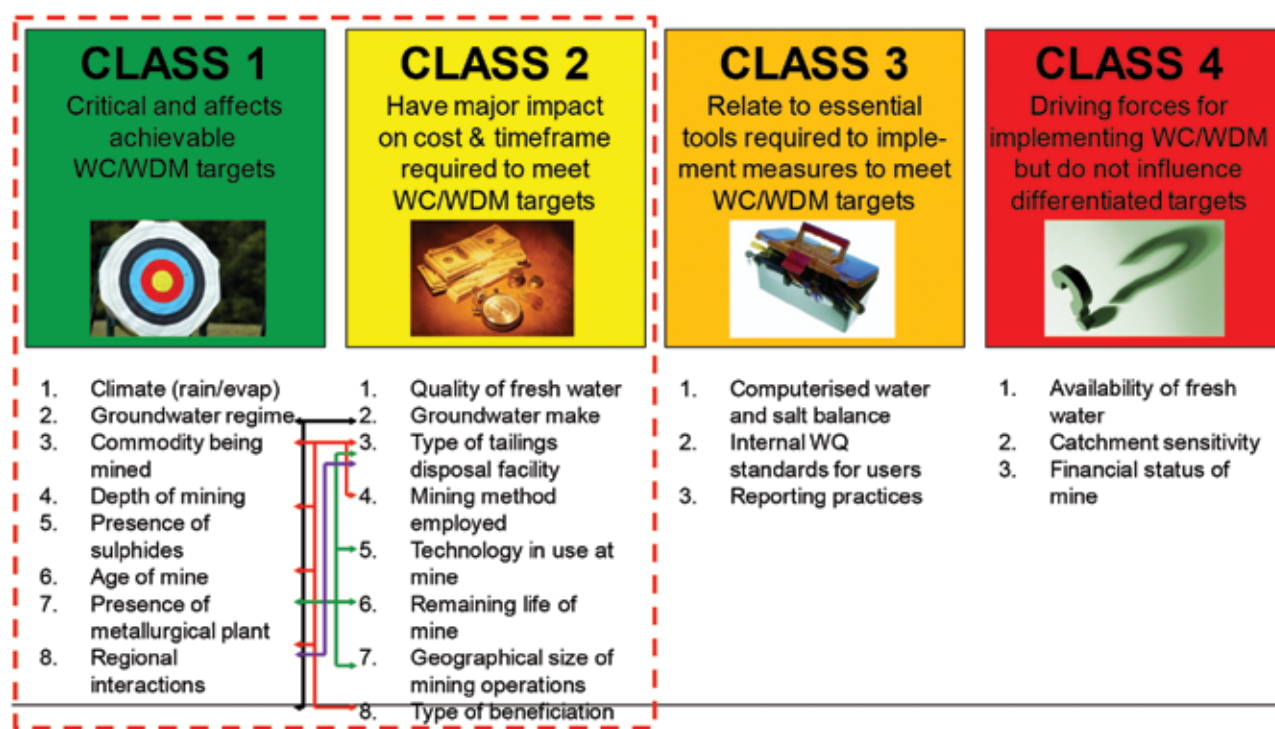 CLASS 1
Critical and affects
achievable
WC/WDM targets
1. Climate (rain/evap)
2. Groundwater regime
3. Commodity being
mined
4. Depth of mining
5. Presence of
sulphides
6. Age of mine
7. Presence of
metallurgical plant
8. Regional
interactions
CLASS 2
Have major impact
on cost & timeframe
required to meet
WC/WDM targets
1. Quality of fresh water
2. Groundwater make
3. Type of tailings
disposal facility
4. Mining method
employed
5. Technology in use at
mine
6. Remaining life of
mine
7. Geographical size of
mining operations
8. Type of beneficiation
CLASS 3
Relate to essential
tools required to imple-
ment measures to meet
WC/WDM targets
1. Computerised water
and salt balance
2. Internal WQ
standards for users
3. Reporting practices
CLASS 4
Driving forces for
implementing WC/WDM
but do not influence
differentiated targets
1. Availability of fresh
water
2. Catchment sensitivity
3. Financial status of
mine